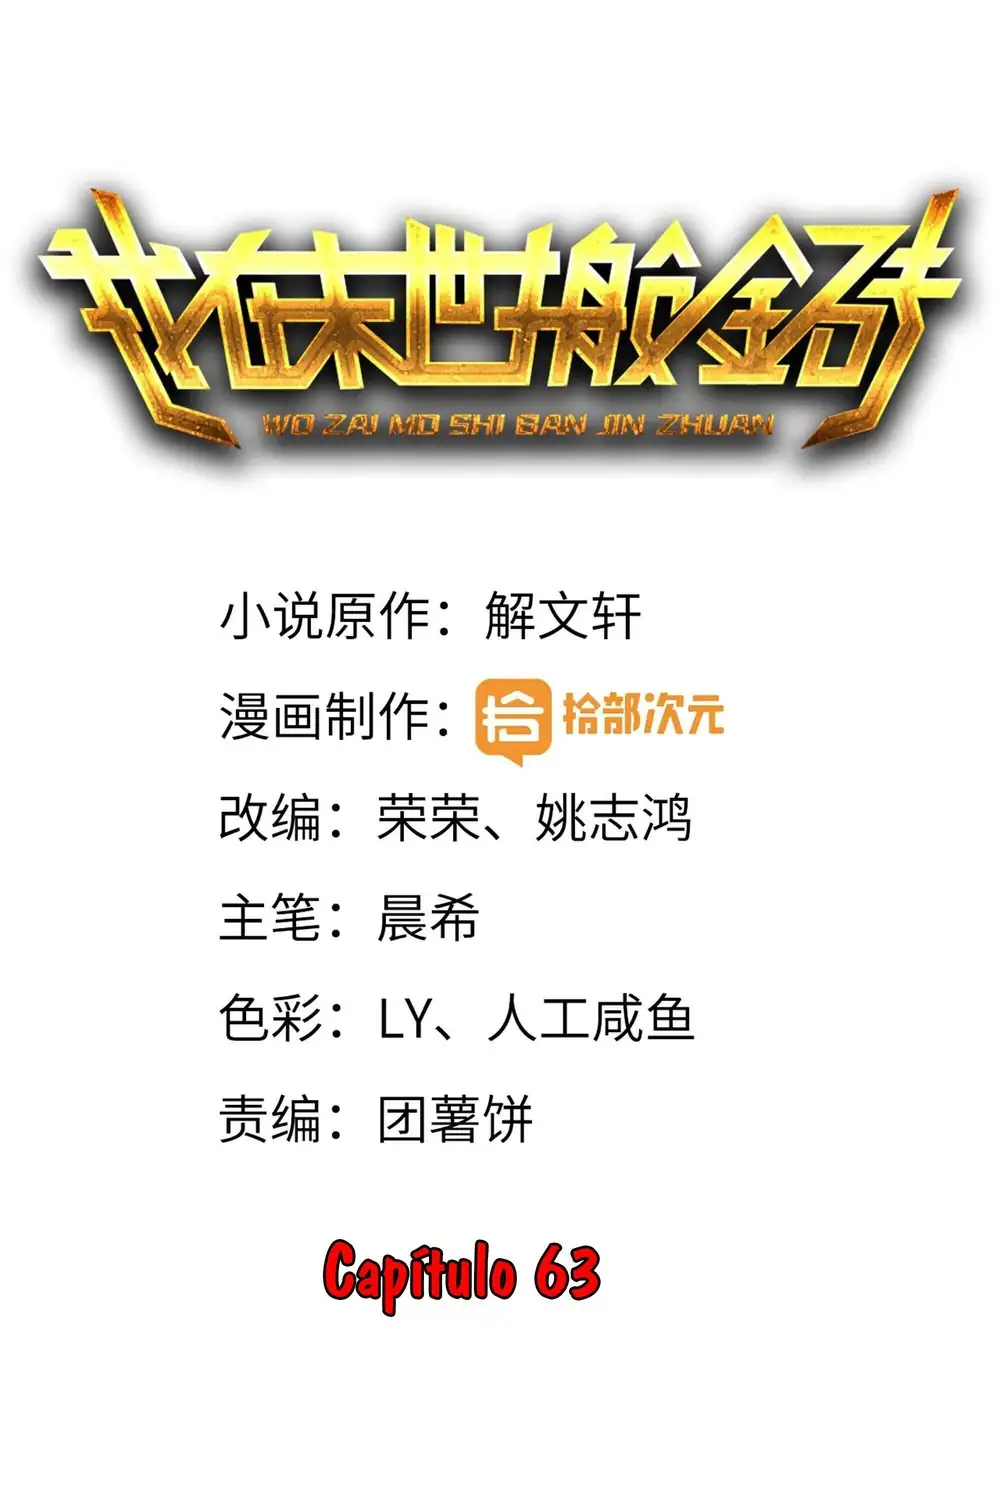 我在末世搬金砖
WO ZAI MO SHI BAN JIN ZHUAN
小说原作：解文轩
漫画制作：拾 拾部次元
改编：荣荣、姚志鸿
主笔：晨希
色彩：LY、人工咸鱼
责编：团薯饼
Capítulo 63